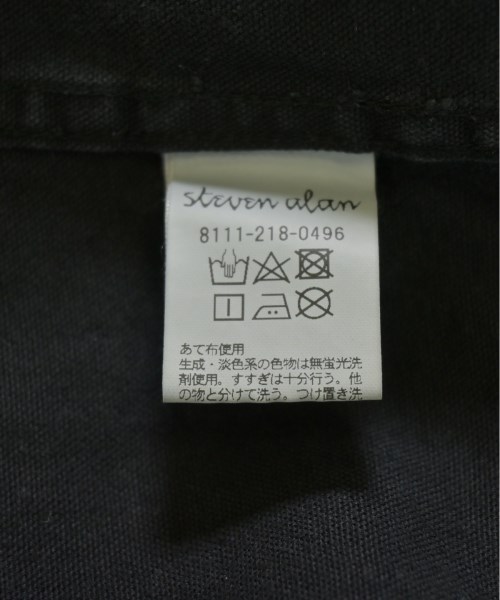 steven alan
8111-218-0496
あて布使用
生成・淡色系の色物は無蛍光洗
剤使用。すすぎは十分行う。他
の物と分けて洗う。つけ置き洗